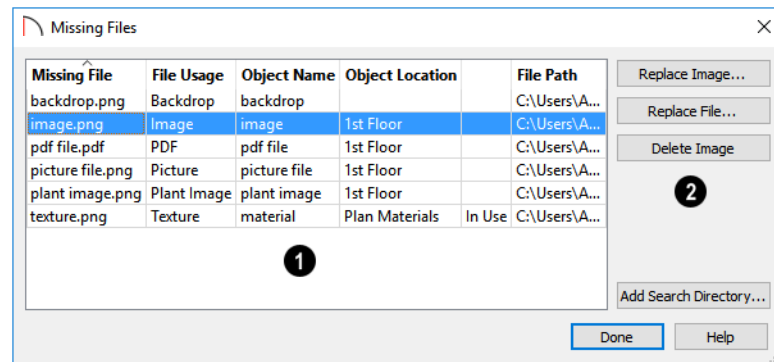 Missing Files
Missing File File Usage Object Name Object Location File Path
backdrop.png Backdrop backdrop C:\Users\A...
image.png Image image 1st Floor C:\Users\A...
pdf file.pdf PDF pdf file 1st Floor C:\Users\A...
picture file.png Picture picture file 1st Floor C:\Users\A...
plant image.png Plant Image plant image 1st Floor C:\Users\A...
texture.png Texture material Plan Materials In Use C:\Users\A...
1
Replace Image...
Replace File...
Delete Image
2
Add Search Directory...
Done Help